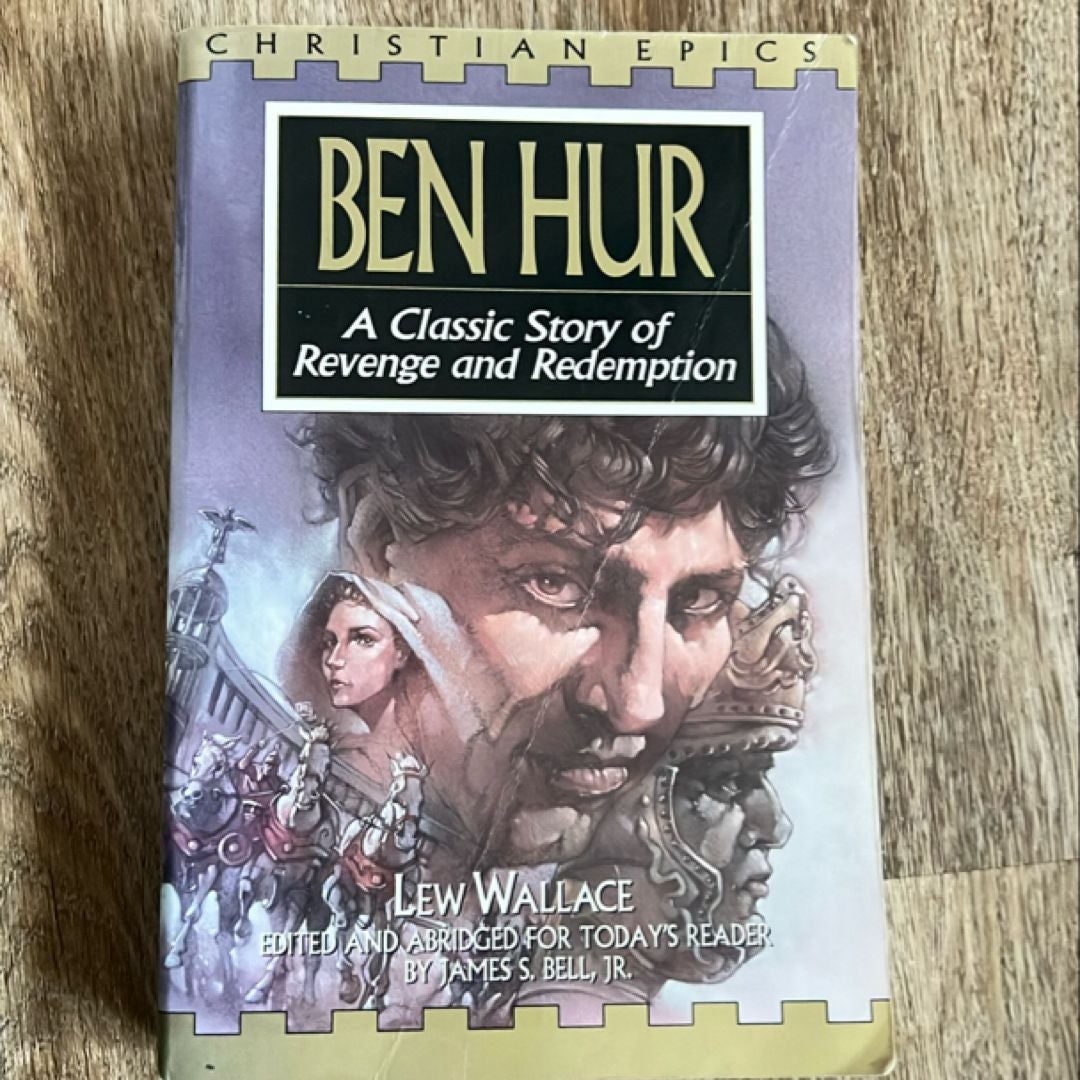 CHRISTIAN EPICS
BEN HUR
A Classic Story of
Revenge and Redemption
LEW WALLACE
EDITED AND ABRIDGED FOR TODAY'S READER
BY JAMES S. BELL, JR.